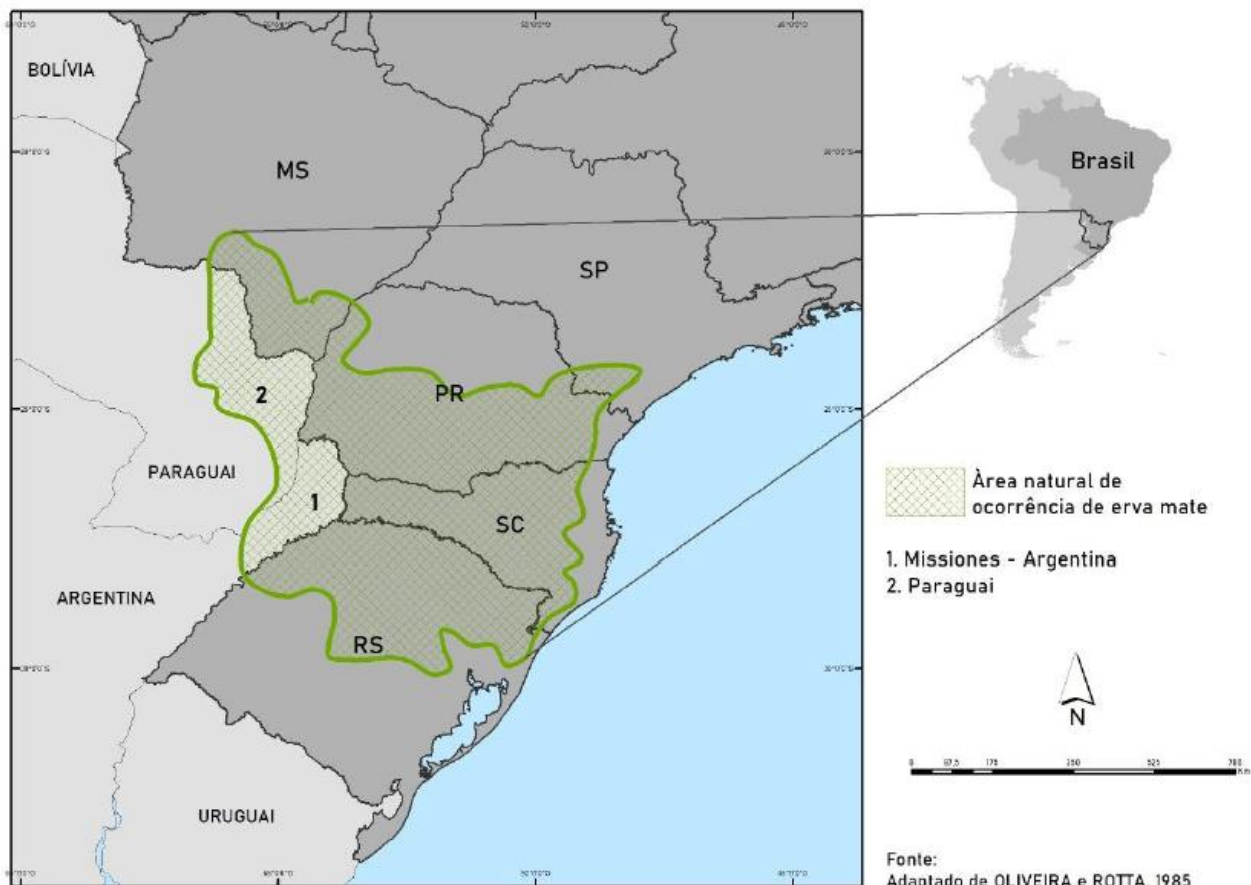 BOLÍVIA
MS
Brasil
SP
2
PR
PARAGUAI
1
SC
Àrea natural de
ocorrência de erva mate
1. Missiones - Argentina
2. Paraguai
ARGENTINA
RS
N
URUGUAI
Fonte:
Adaptado de OLIVEIRA e ROTTA, 1985